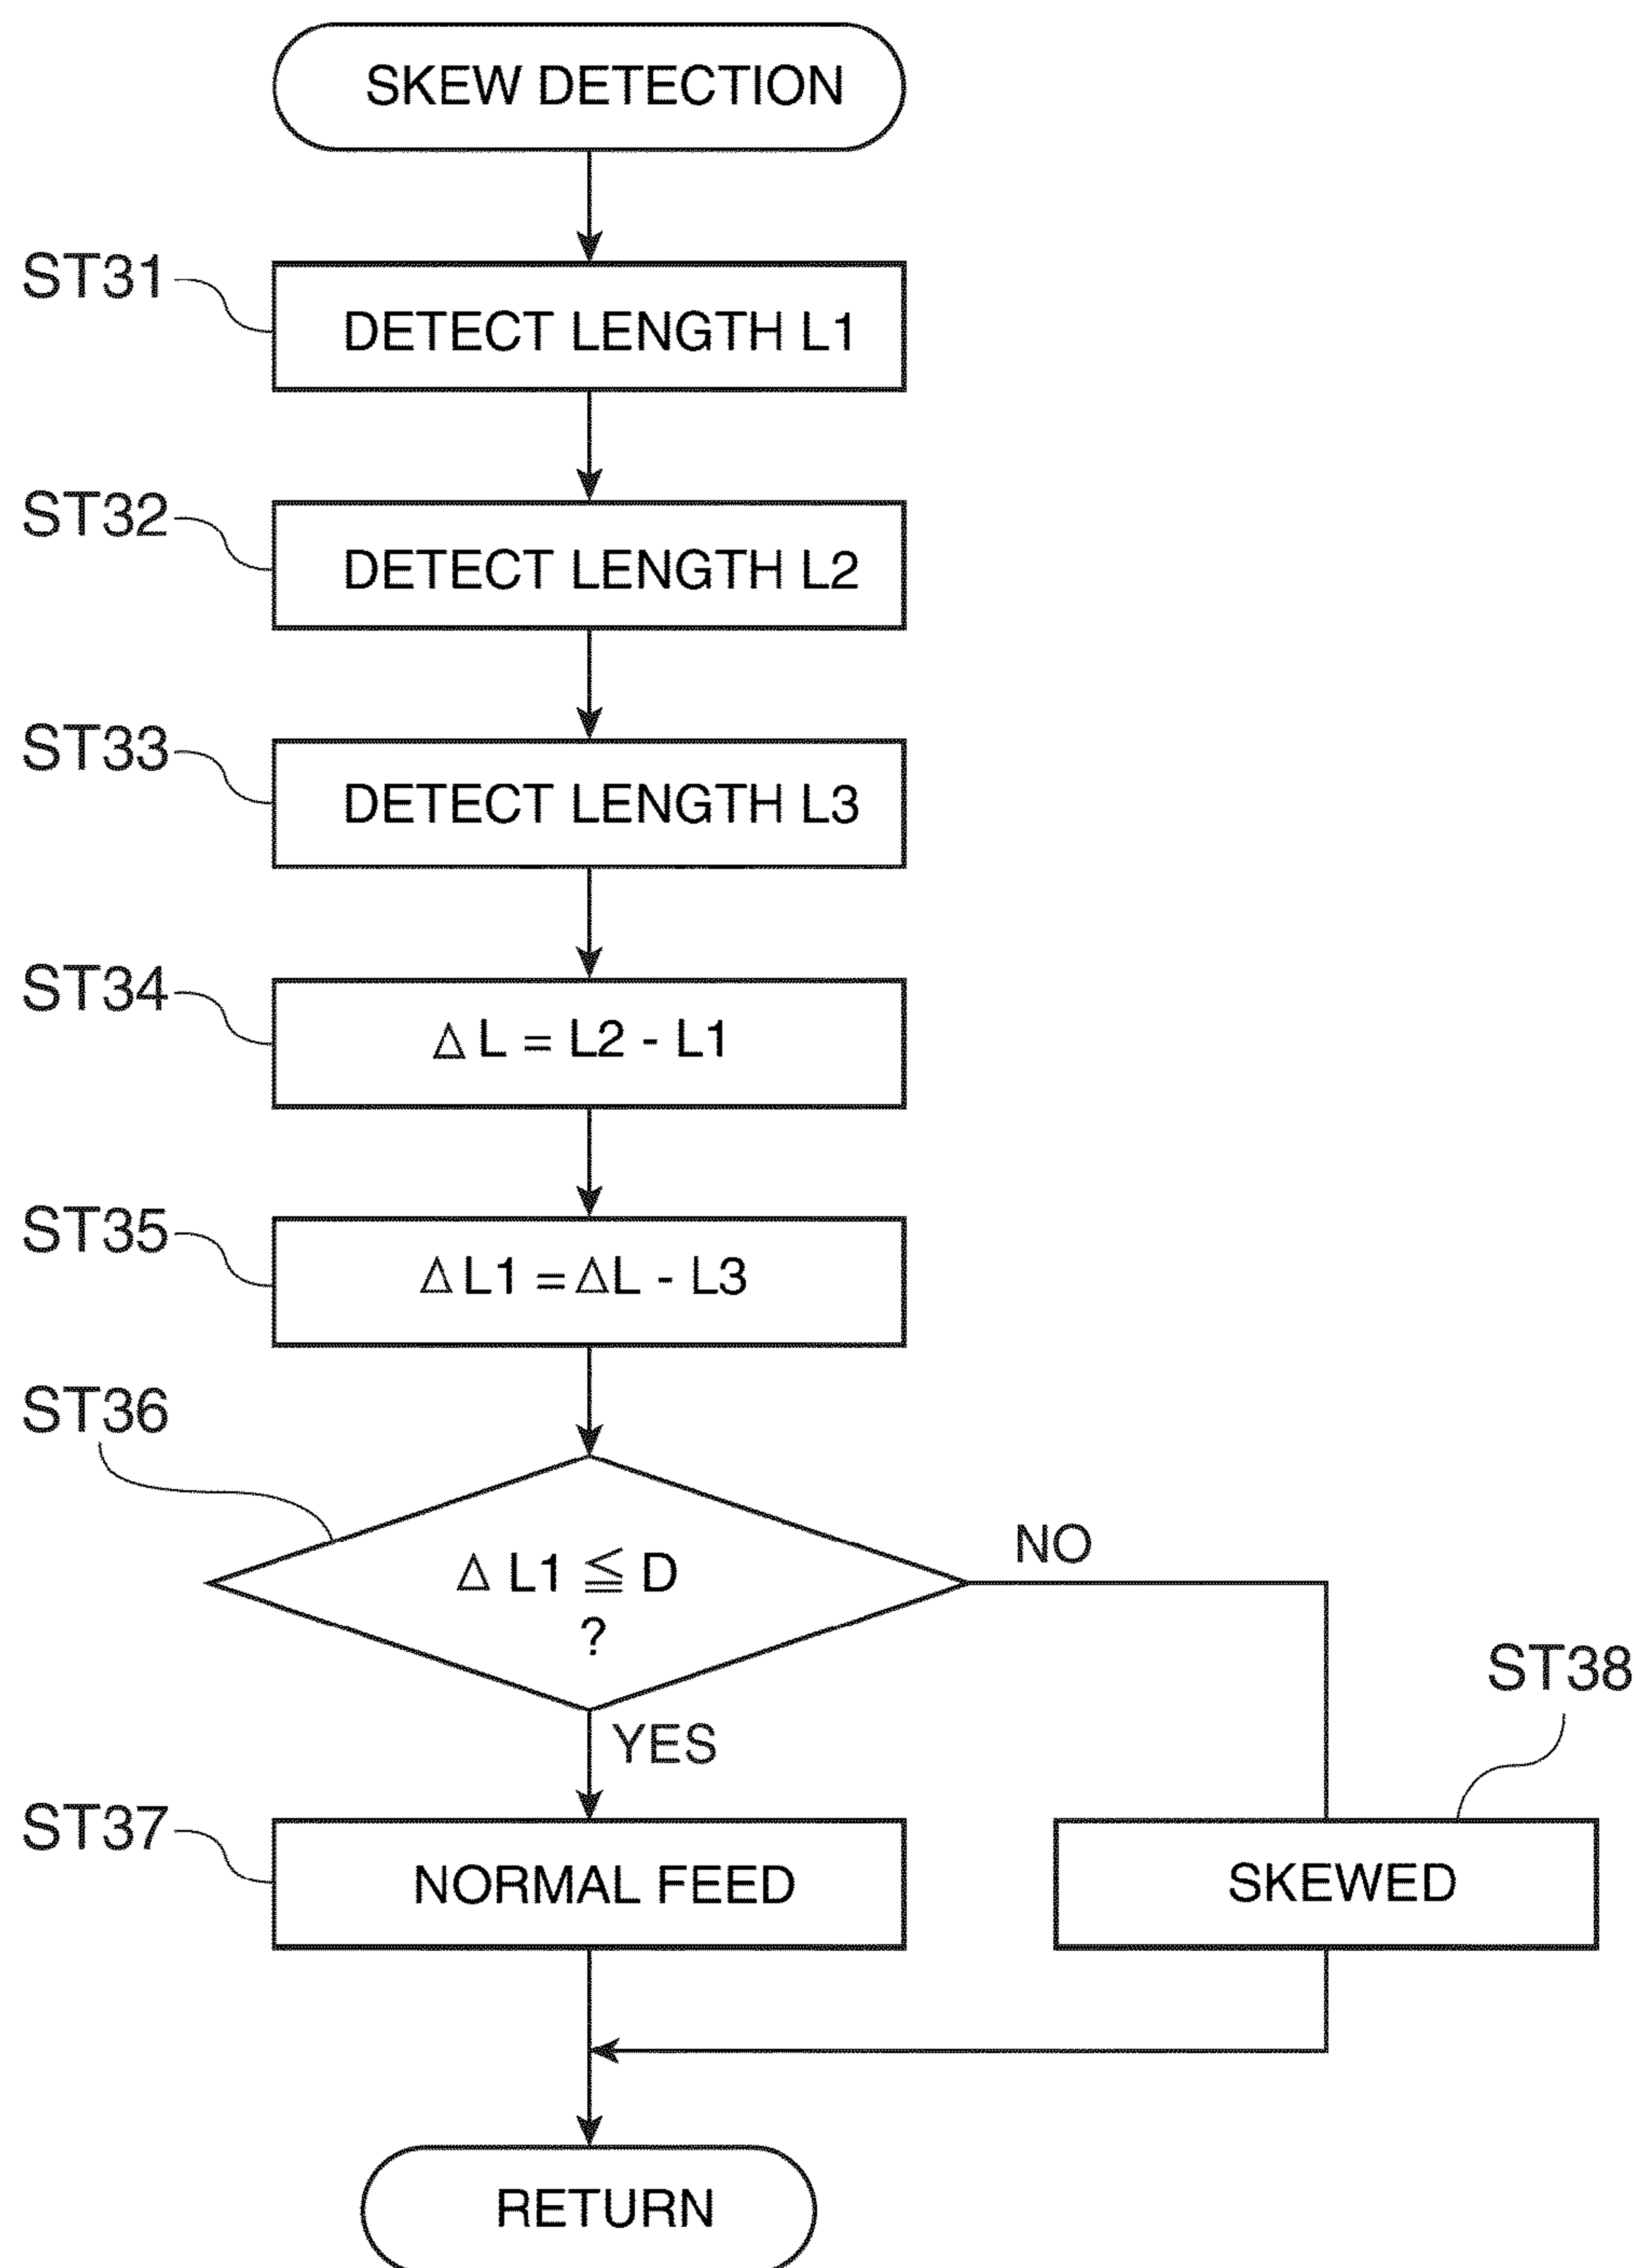 SKEW DETECTION
ST31
DETECT LENGTH L1
ST32
DETECT LENGTH L2
ST33
DETECT LENGTH L3
ST34
Δ L = L2 - L1
ST35
Δ L1 = ΔL - L3
ST36
Δ L1 ≦ D
?
NO
YES
ST38
ST37
NORMAL FEED
SKEWED
RETURN